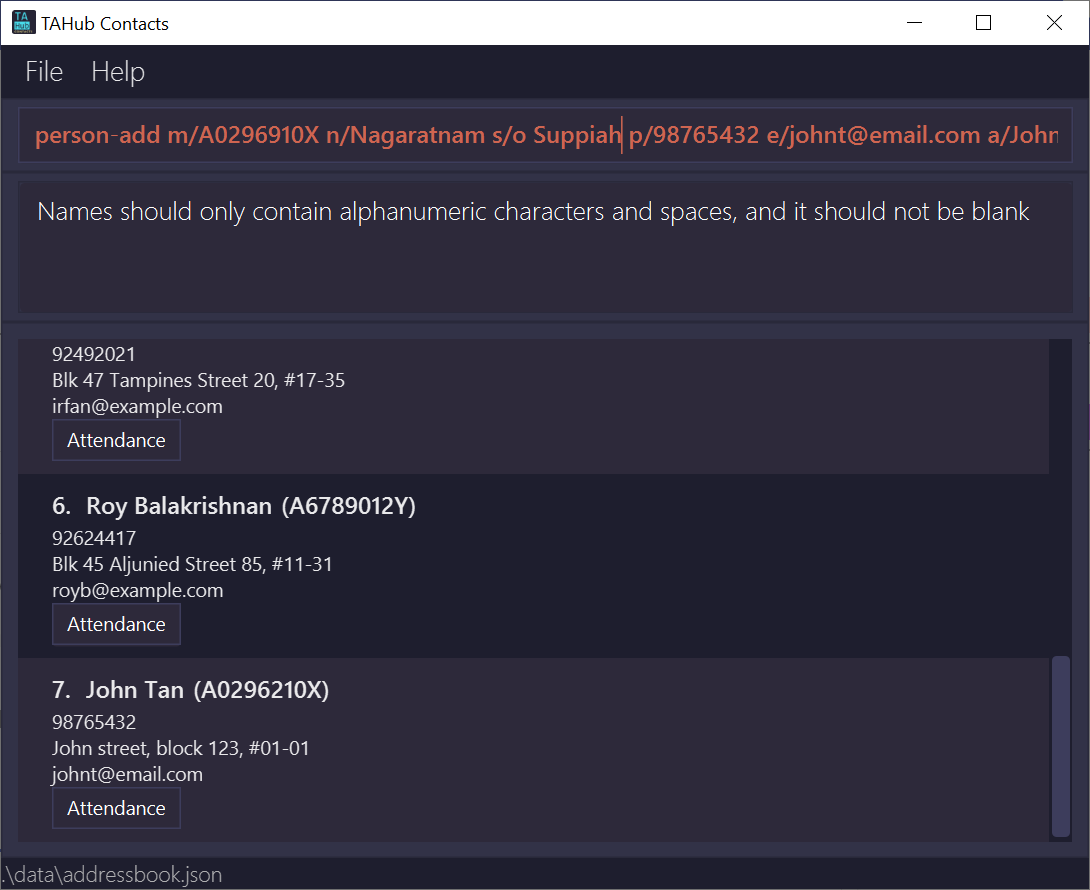 TA
Hub
TAHub Contacts
File Help
person-add m/A0296910X n/Nagaratnam s/o Suppiah p/98765432 e/johnt@email.com a/John
Names should only contain alphanumeric characters and spaces, and it should not be blank
92492021
Blk 47 Tampines Street 20, #17-35
irfan@example.com
Attendance
6. Roy Balakrishnan (A6789012Y)
92624417
Blk 45 Aljunied Street 85, #11-31
royb@example.com
Attendance
7. John Tan (A0296210X)
98765432
John street, block 123, #01-01
johnt@email.com
Attendance
.\data\addressbook.json